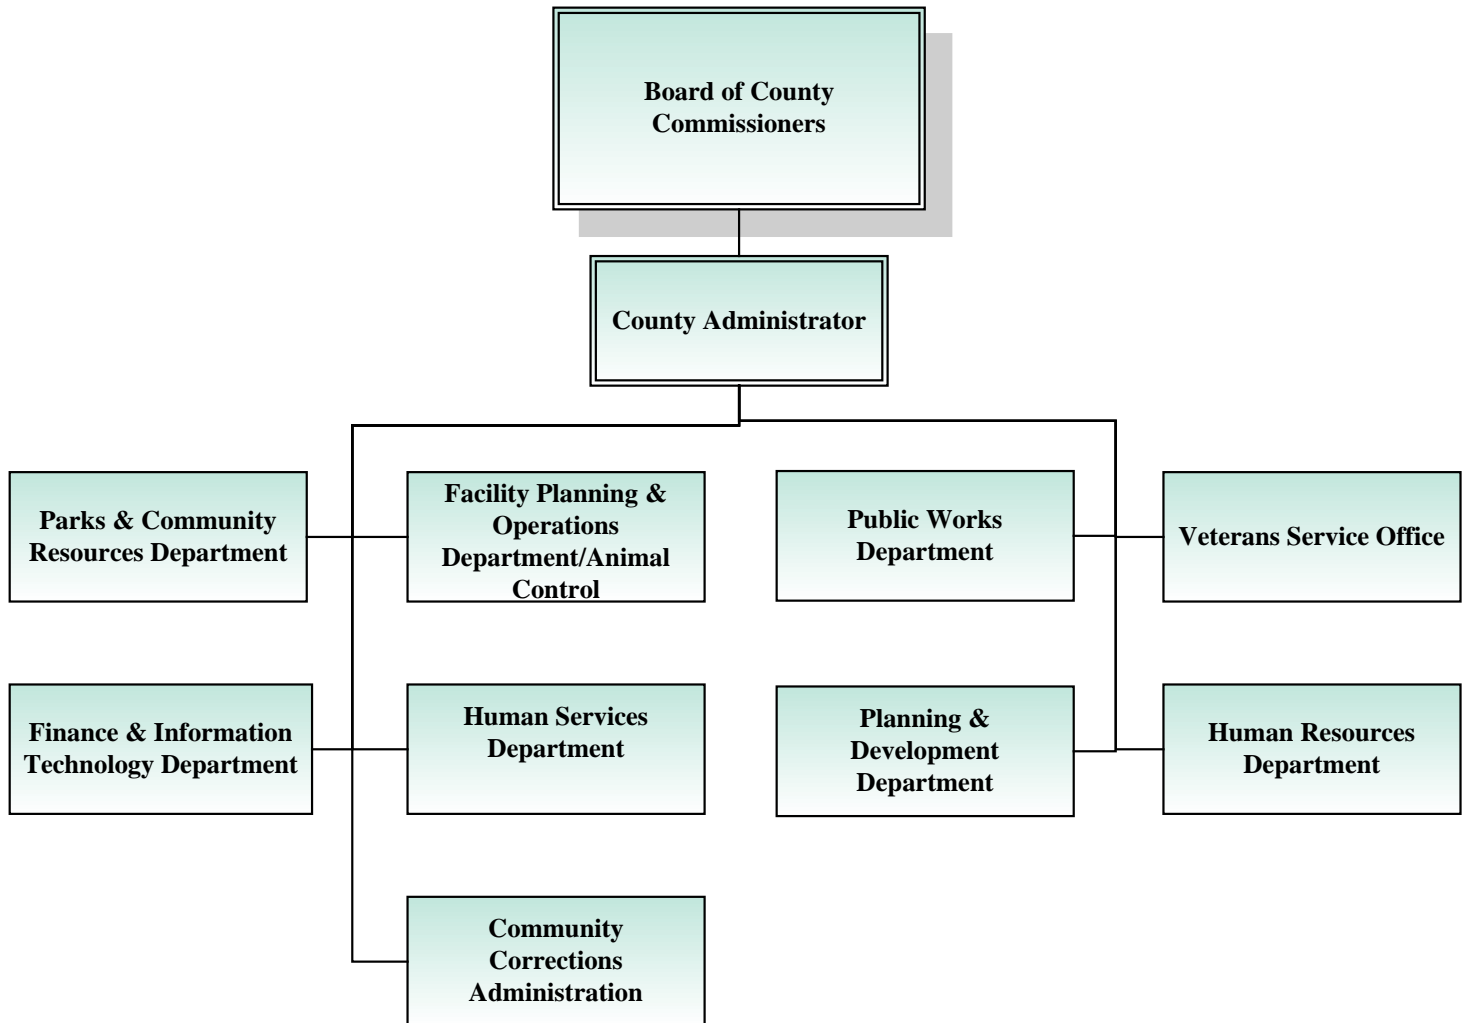 Board of County
Commissioners
County Administrator
Parks & Community
Resources Department
Facility Planning &
Operations
Department/Animal
Control
Public Works
Department
Veterans Service Office
Finance & Information
Technology Department
Human Services
Department
Planning &
Development
Department
Human Resources
Department
Community
Corrections
Administration